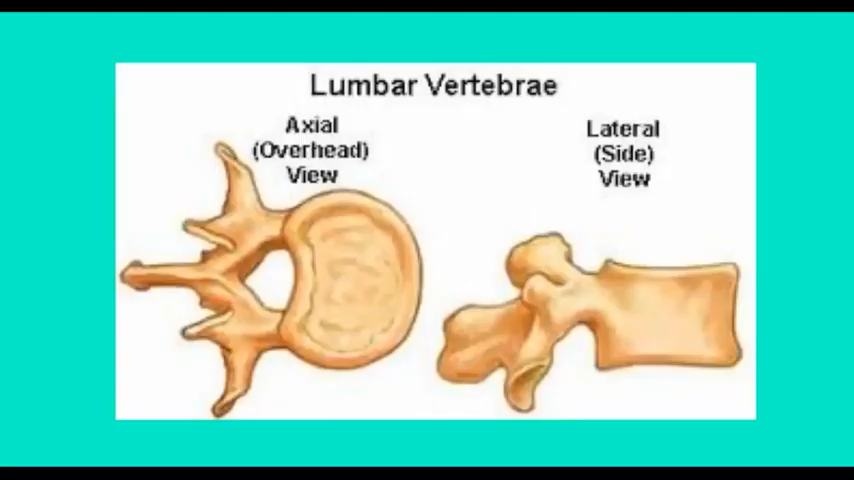 Lumbar Vertebrae
Axial
(Overhead)
View
Lateral
(Side)
View